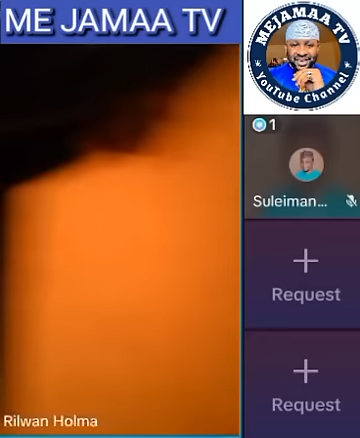 ME JAMAA TV
MEJAMAA TV
YouTube Channel
1
Suleiman...
Request
Request
Rilwan Holma